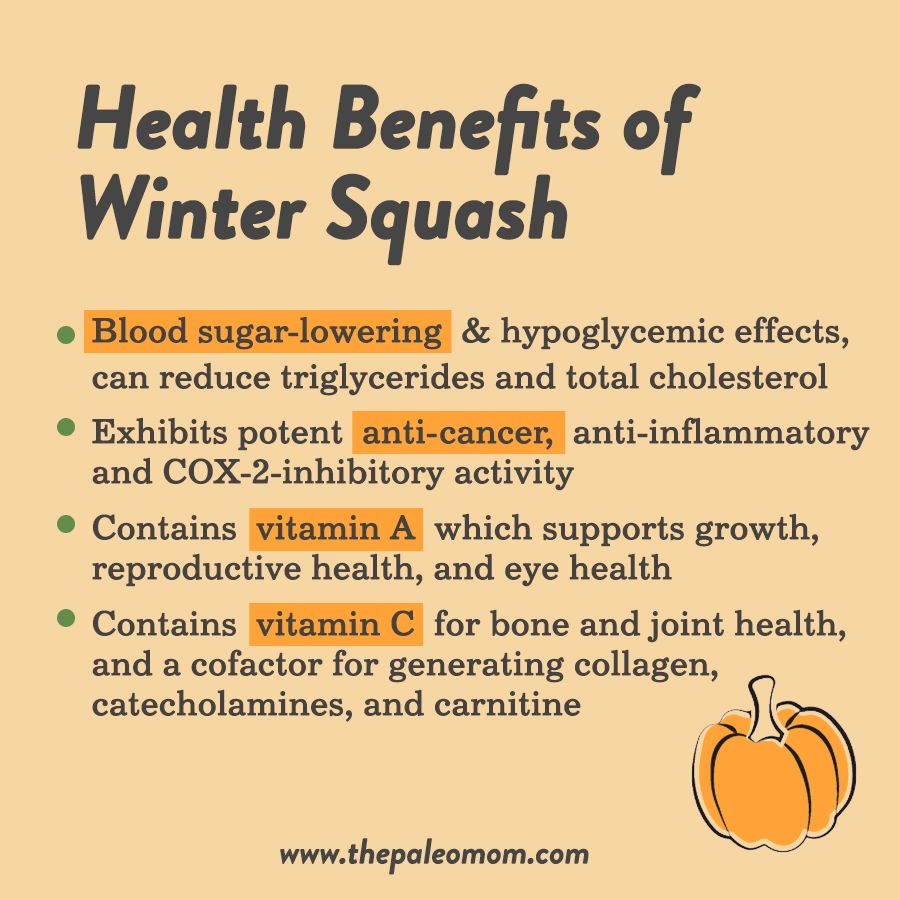 Health Benefits of
Winter Squash
Blood sugar-lowering & hypoglycemic effects,
can reduce triglycerides and total cholesterol
Exhibits potent anti-cancer, anti-inflammatory
and COX-2-inhibitory activity
Contains vitamin A which supports growth,
reproductive health, and eye health
Contains vitamin C for bone and joint health,
and a cofactor for generating collagen,
catecholamines, and carnitine
www.thepaleomom.com